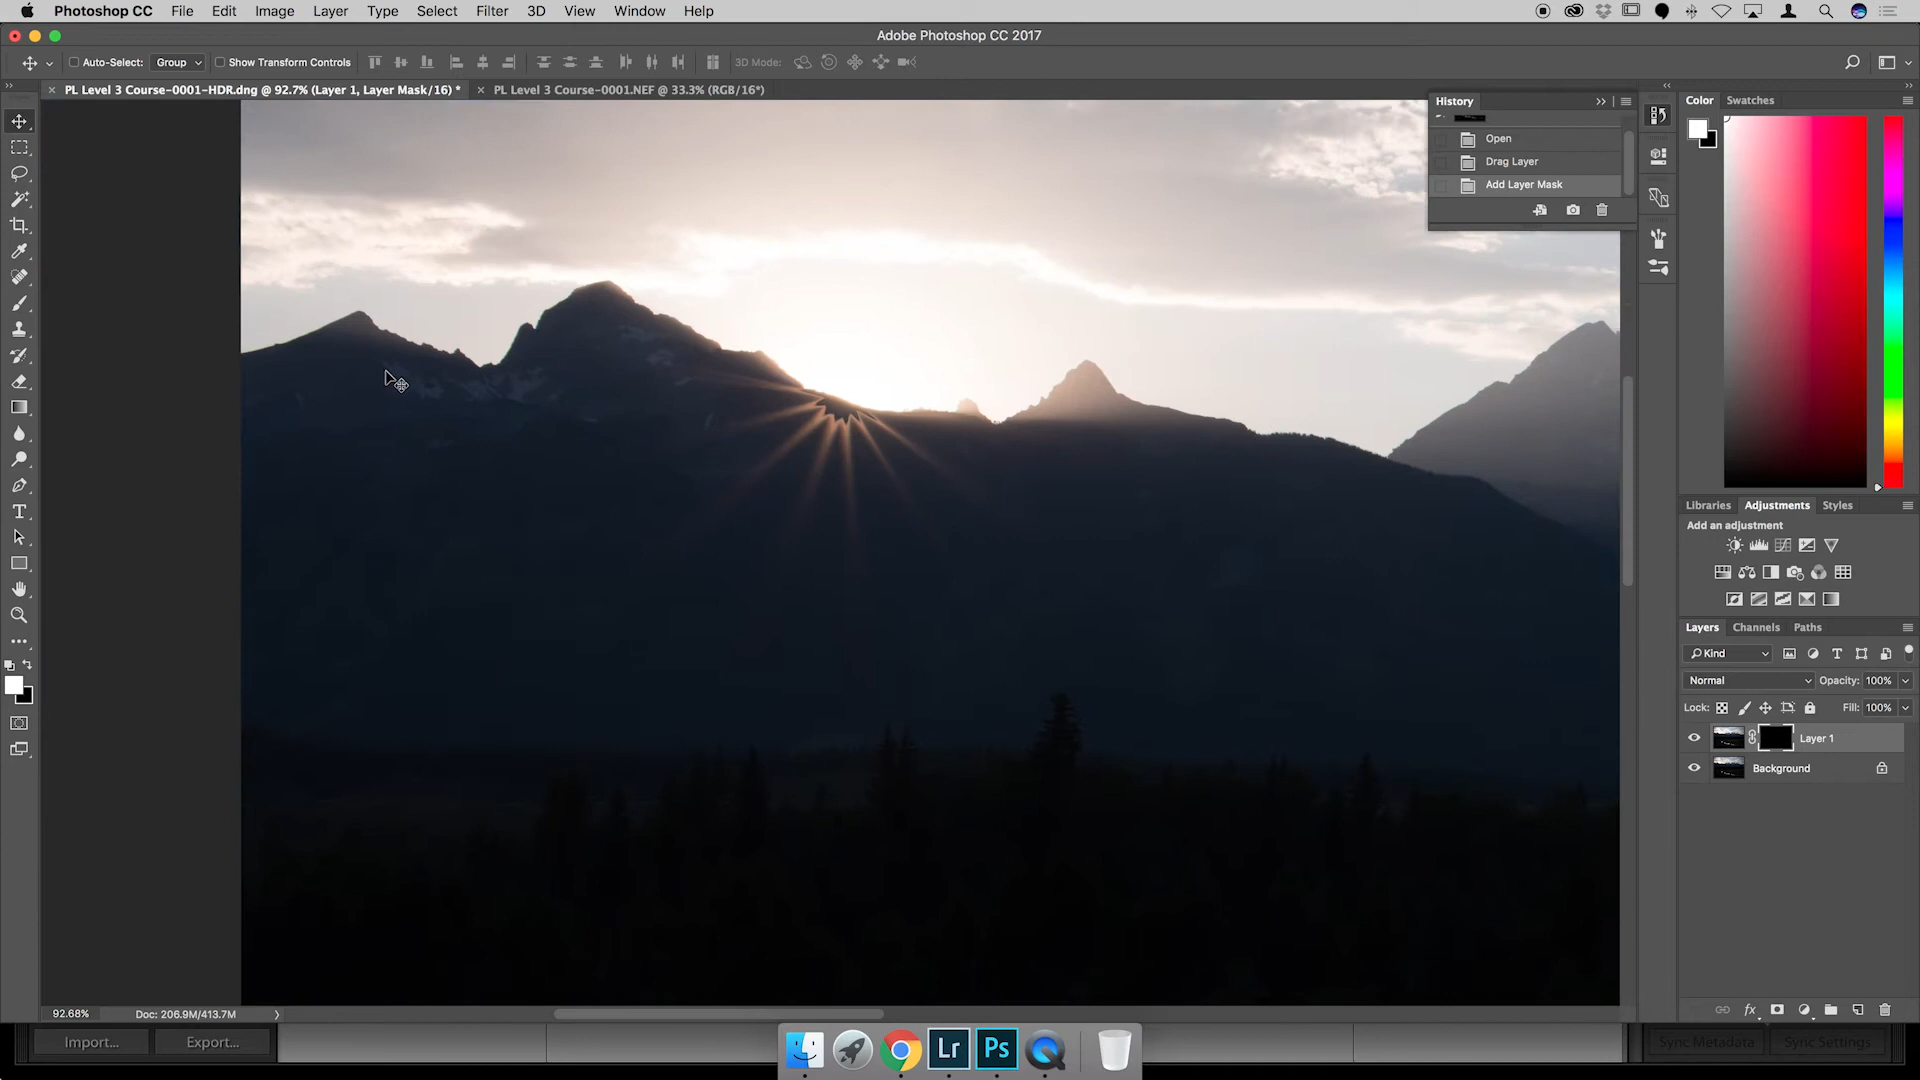 Photoshop CC File Edit Image Layer Type Select Filter 3D View Window Help
Adobe Photoshop CC 2017
Auto-Select: Group Show Transform Controls 3D Mode:
PL Level 3 Course-0001-HDR.dng @ 92.7% (Layer 1, Layer Mask/16) * PL Level 3 Course-0001.NEF @ 33.3% (RGB/16*)
History
Open
Drag Layer
Add Layer Mask
Color Swatches
Libraries Adjustments Styles
Add an adjustment
Layers Channels Paths
Kind
Normal Opacity: 100%
Lock: Fill: 100%
Layer 1
Background
92.68% Doc: 206.9M/413.7M
Import... Export... Sync Metadata Sync Settings
Lr Ps